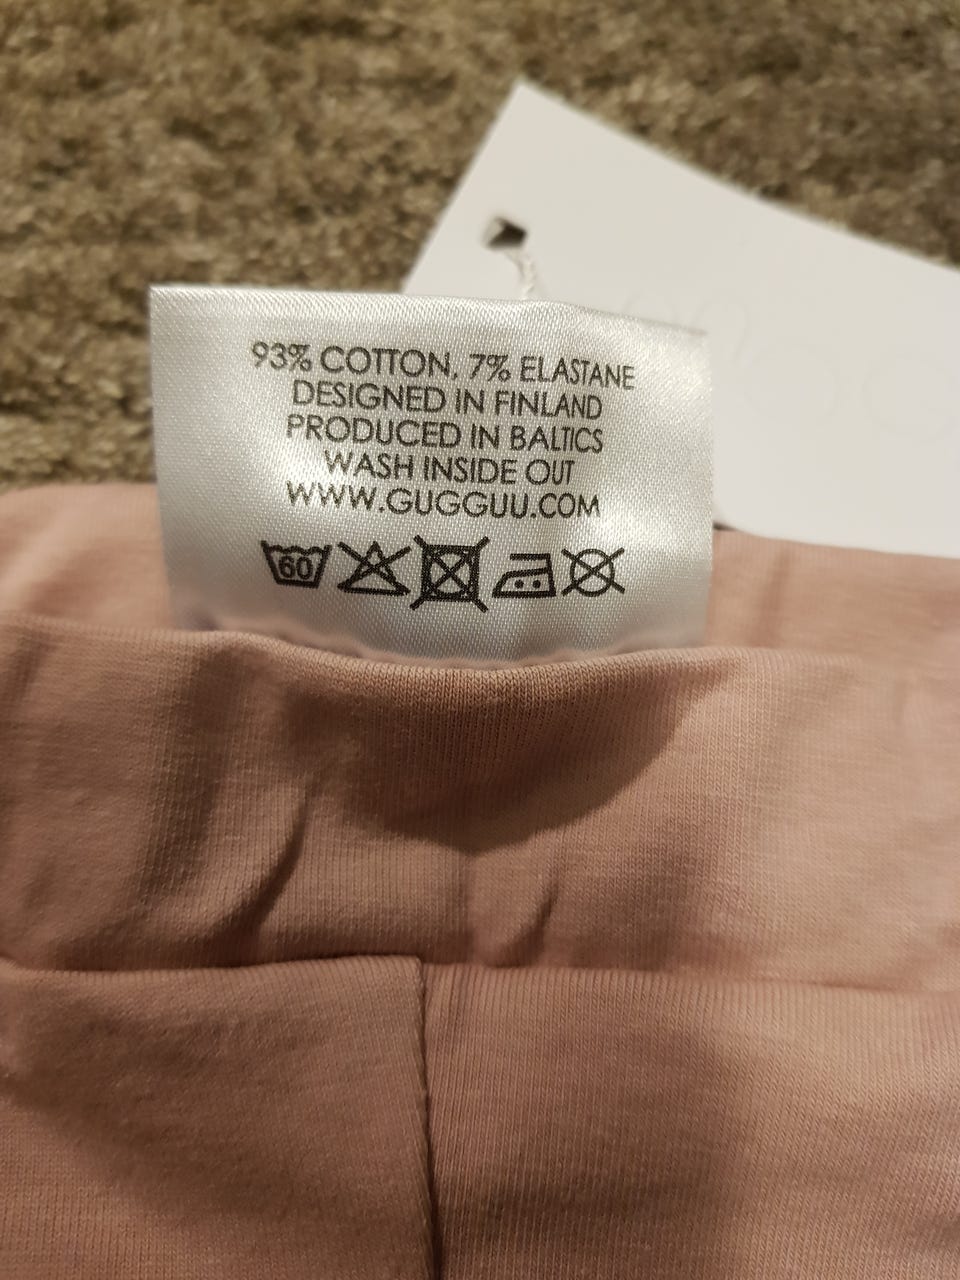 93% COTTON, 7% ELASTANE
DESIGNED IN FINLAND
PRODUCED IN BALTICS
WASH INSIDE OUT
WWW.GUGGUU.COM
60